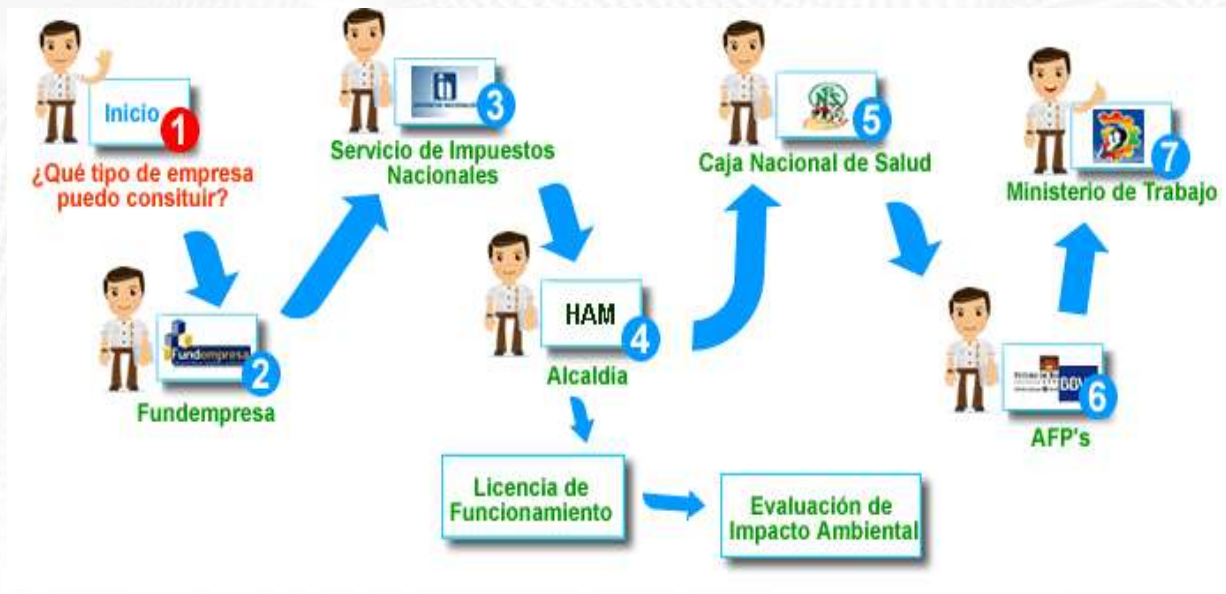 Inicio
1
¿Qué tipo de empresa
puedo consituir?
Fundempresa
2
Fundempresa
3
Servicio de Impuestos
Nacionales
HAM
4
Alcaldia
Licencia de
Funcionamiento
Evaluación de
Impacto Ambiental
5
Caja Nacional de Salud
6
AFP's
7
Ministerio de Trabajo